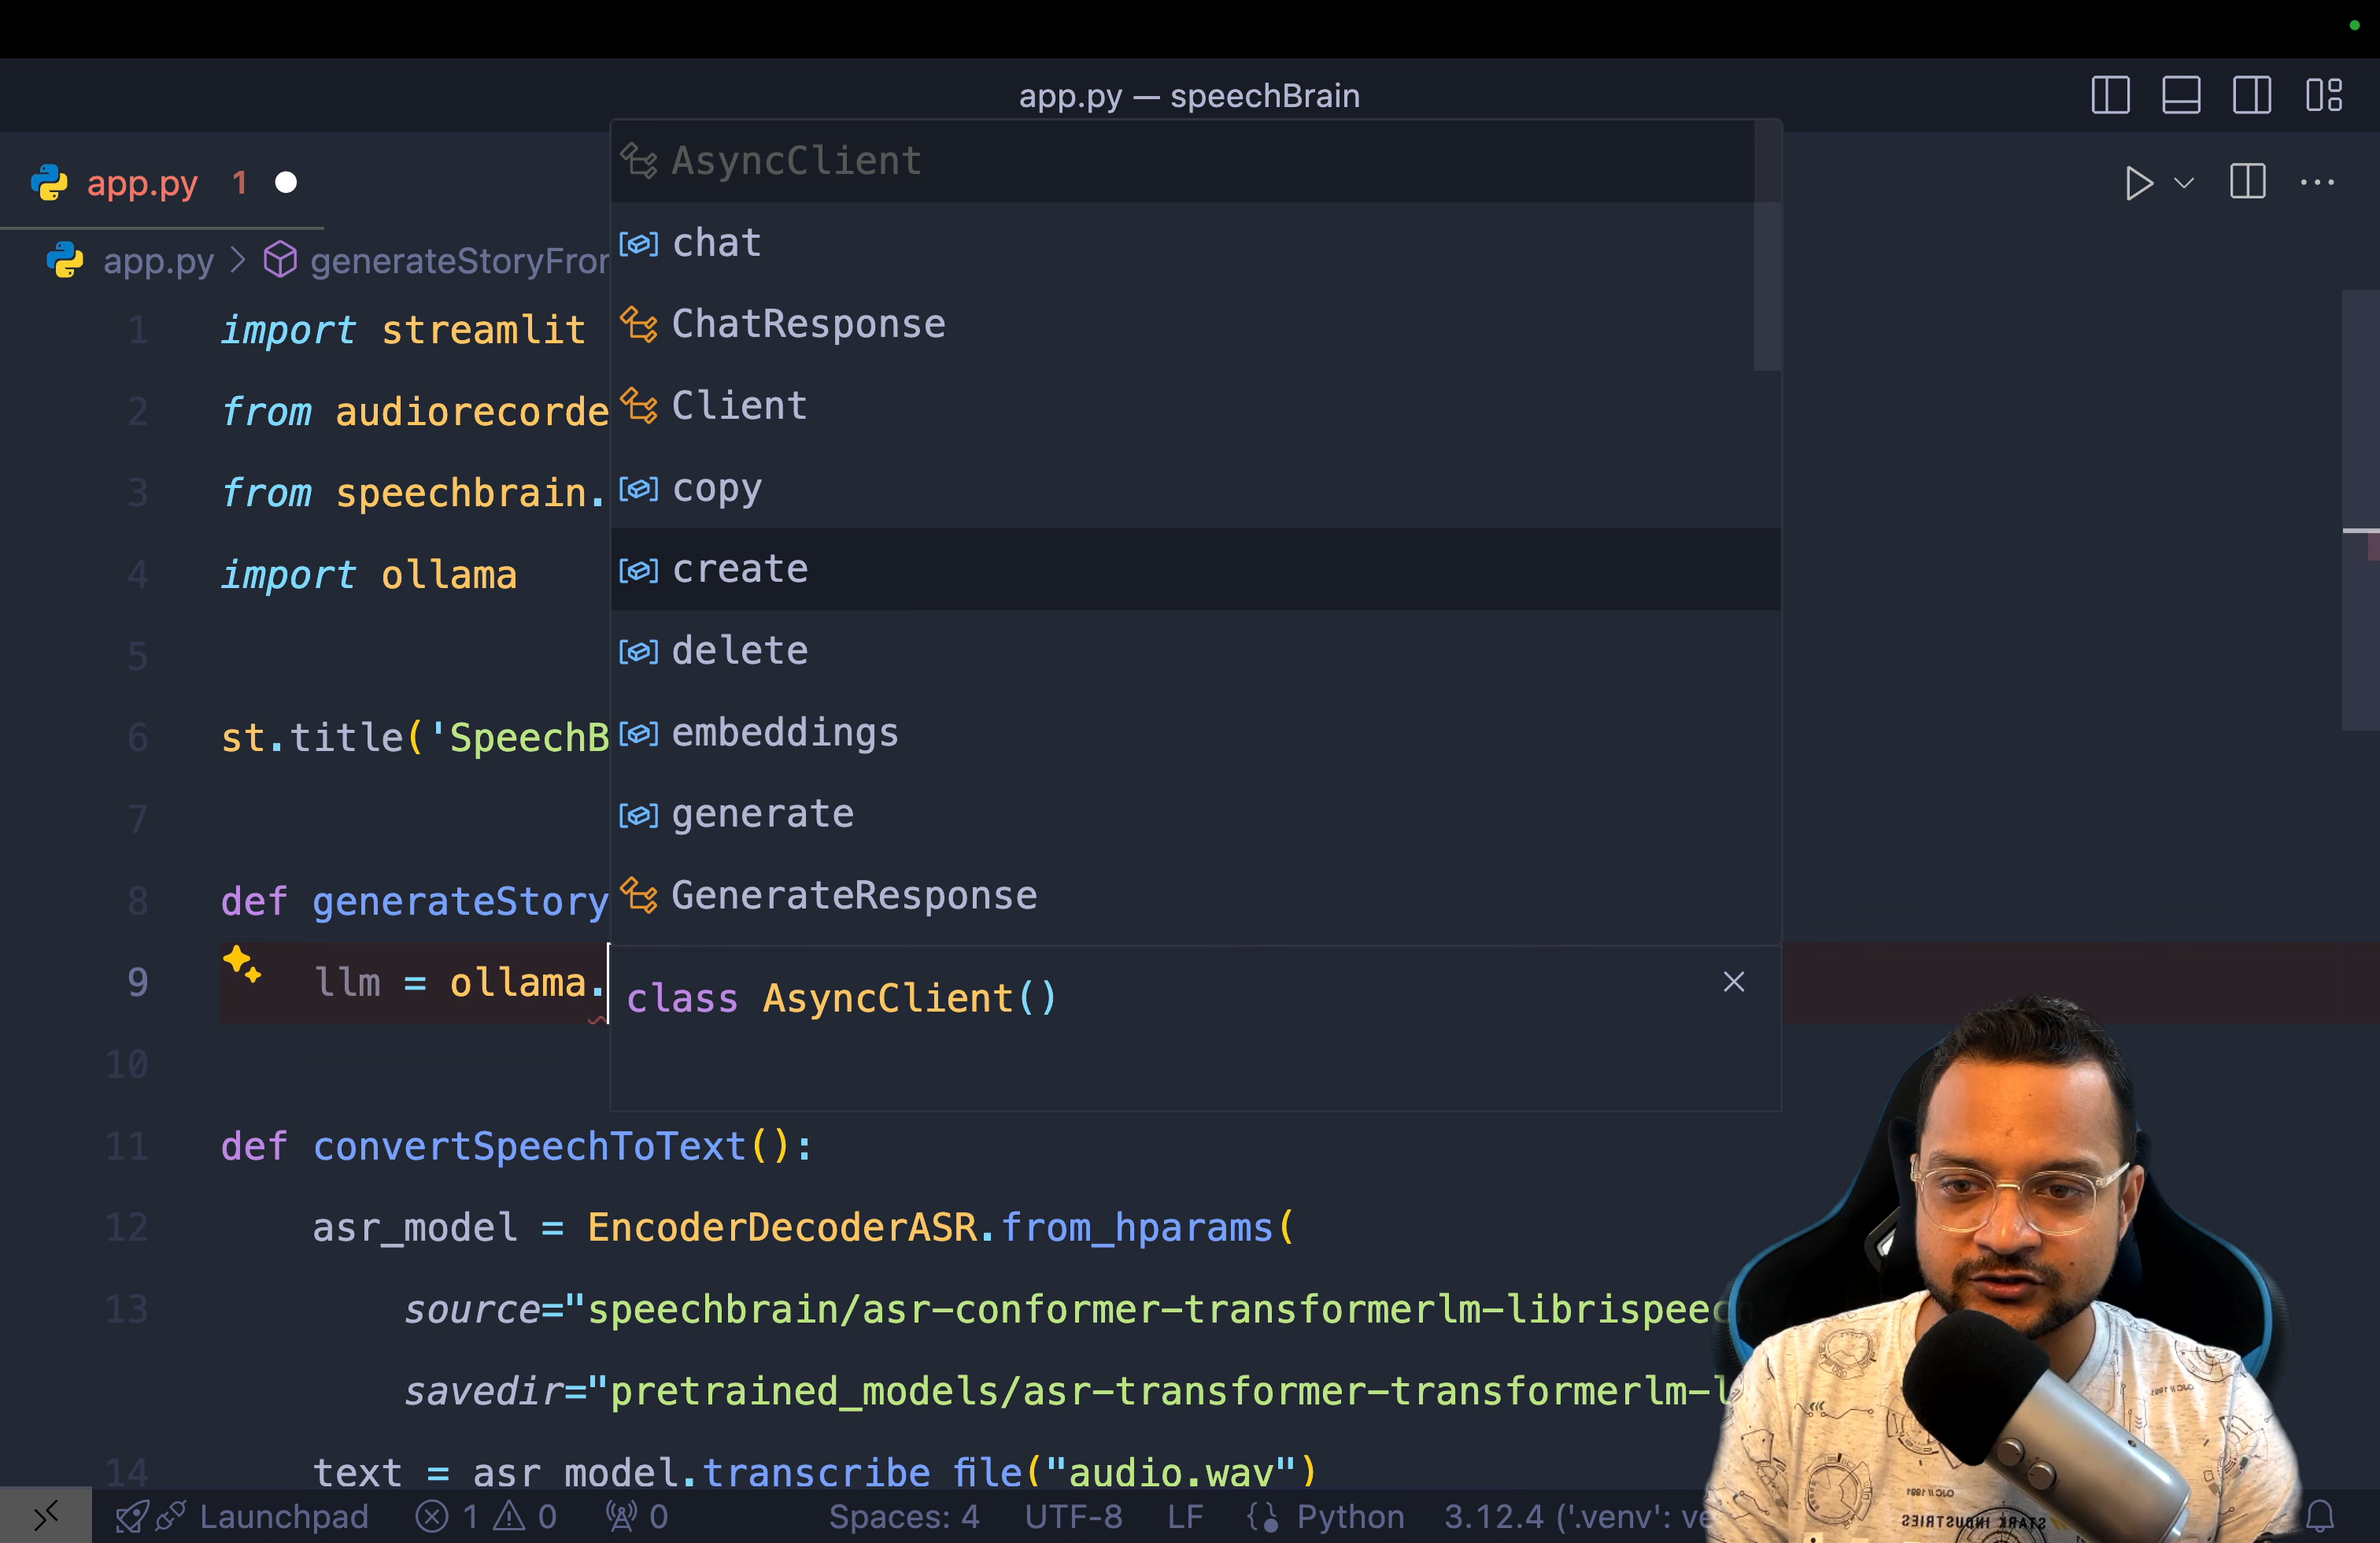 app.py — speechBrain
app.py 1
app.py > generateStoryFror
1 import streamlit
2 from audiorecorde
3 from speechbrain.
4 import ollama
5
6 st.title('SpeechB
7
8 def generateStory
9 llm = ollama.
10
11 def convertSpeechToText():
12 asr_model = EncoderDecoderASR.from_hparams(
13 source="speechbrain/asr-conformer-transformerlm-librispeech
14 savedir="pretrained_models/asr-transformer-transformerlm-l
text = asr_model.transcribe_file("audio.wav")
AsyncClient
chat
ChatResponse
Client
copy
create
delete
embeddings
generate
GenerateResponse
class AsyncClient()
Launchpad 1 0 0 Spaces: 4 UTF-8 LF Python 3.12.4 ('.venv': ve
STARK INDUSTRIES